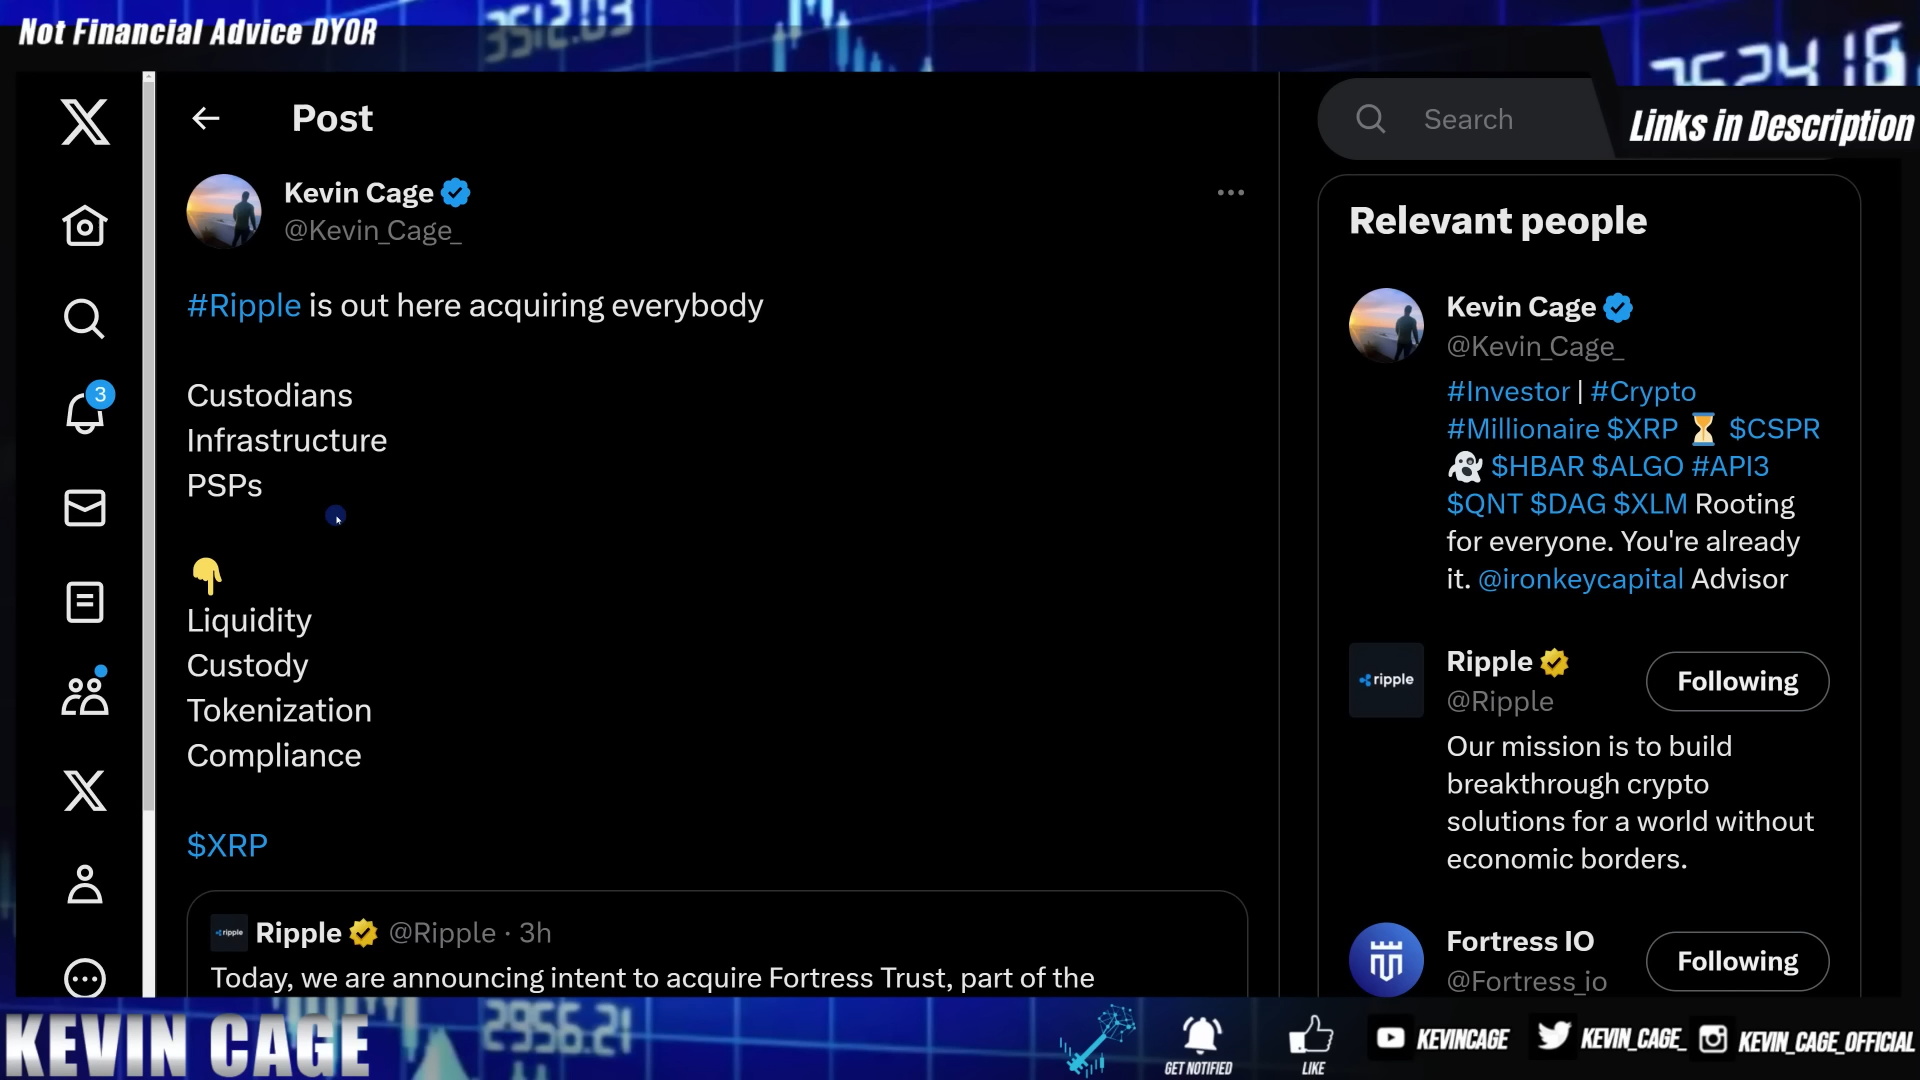 Not Financial Advice DYOR
3512.03
Links in Description
Post
Search
Kevin Cage
@Kevin_Cage_
#Ripple is out here acquiring everybody
Custodians
Infrastructure
PSPs
👇
Liquidity
Custody
Tokenization
Compliance
$XRP
Ripple @Ripple · 3h
Today, we are announcing intent to acquire Fortress Trust, part of the
3
Relevant people
Kevin Cage
@Kevin_Cage_
#Investor | #Crypto
#Millionaire $XRP ⏳ $CSPR
👻 $HBAR $ALGO #API3
$QNT $DAG $XLM Rooting
for everyone. You're already
it. @ironkeycapital Advisor
ripple
Ripple
@Ripple
Following
Our mission is to build
breakthrough crypto
solutions for a world without
economic borders.
Fortress IO
@Fortress_io
Following
KEVIN CAGE
2956.21
GET NOTIFIED
LIKE
KEVINCAGE
KEVIN_CAGE_
KEVIN_CAGE_OFFICIAL